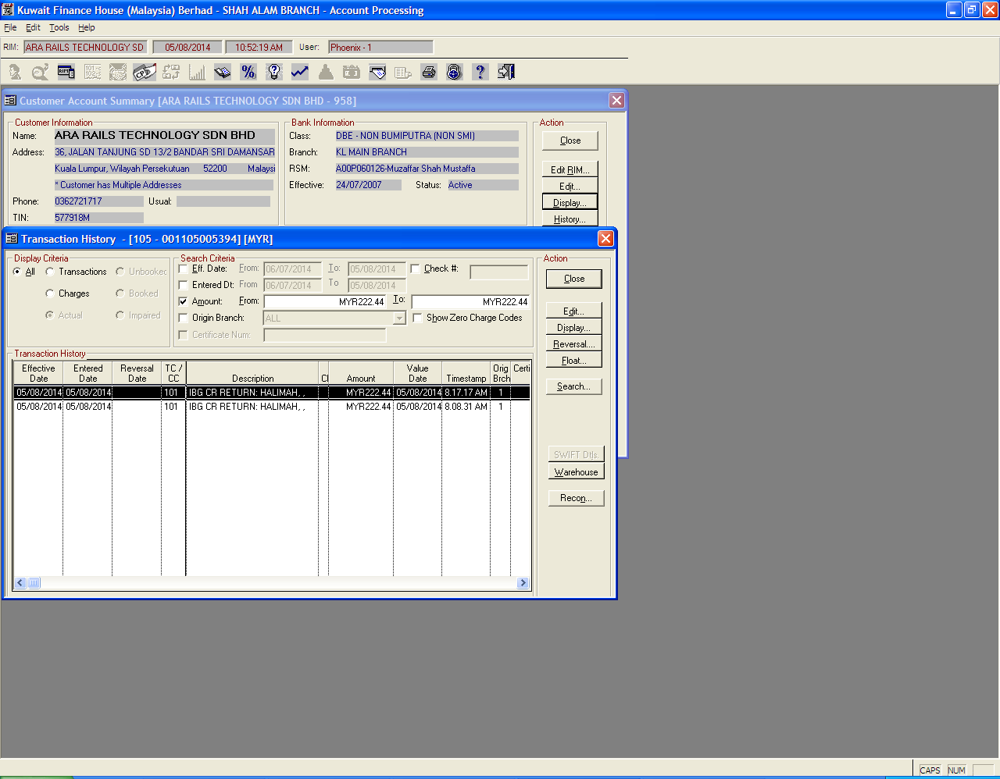 Kuwait Finance House (Malaysia) Berhad - SHAH ALAM BRANCH - Account Processing
File Edit Tools Help
RIM: ARA RAILS TECHNOLOGY SD 05/08/2014 10:52:19 AM User: Phoenix - 1
Customer Account Summary [ARA RAILS TECHNOLOGY SDN BHD - 958]
Customer Information
Name: ARA RAILS TECHNOLOGY SDN BHD
Address: 36, JALAN TANJUNG SD 13/2 BANDAR SRI DAMANSAR
Kuala Lumpur, Wilayah Persekutuan 52200 Malaysi
* Customer has Multiple Addresses
Phone: 0362721717 Usual:
TIN: 577918M
Bank Information
Class: DBE - NON BUMIPUTRA (NON SMI)
Branch: KL MAIN BRANCH
RSM: A00P060126-Muzaffar Shah Mustaffa
Effective: 24/07/2007 Status: Active
Action
Close
Edit RIM...
Edit...
Display...
History...
Transaction History - [105 - 001105005394] [MYR]
Display Criteria
All Transactions Unbooked
Charges Booked
Actual Impaired
Search Criteria
Eff. Date: From: 06/07/2014 To: 05/08/2014 Check #:
Entered Dt: From 06/07/2014 To 05/08/2014
Amount: From: MYR222.44 To: MYR222.44
Origin Branch: ALL Show Zero Charge Codes
Certificate Num:
Action
Close
Edit...
Display...
Reversal....
Float...
Search...
SWIFT Dtls.
Warehouse
Recon...
Transaction History
Effective Date Entered Date Reversal Date TC / CC Description Cl Amount Value Date Timestamp Orig Brch Certi
05/08/2014 05/08/2014 101 IBG CR RETURN: HALIMAH, , MYR222.44 05/08/2014 8.17.17 AM 1
05/08/2014 05/08/2014 101 IBG CR RETURN: HALIMAH, , MYR222.44 05/08/2014 8.08.31 AM 1
CAPS NUM